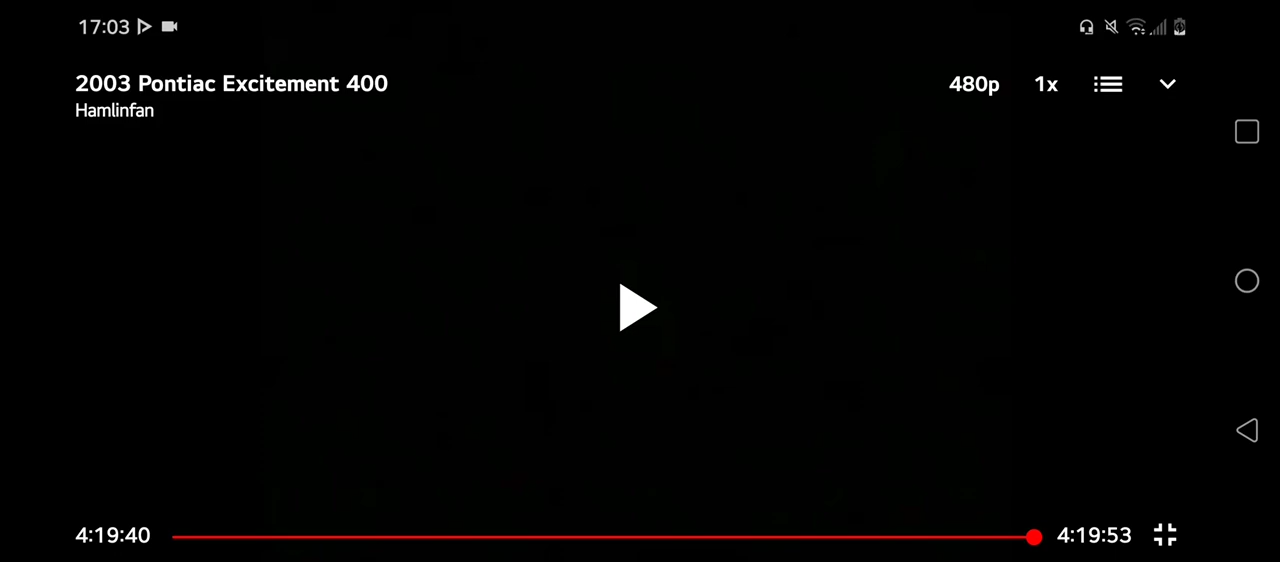 17:03
2003 Pontiac Excitement 400
480p 1x
Hamlinfan
4:19:40 4:19:53